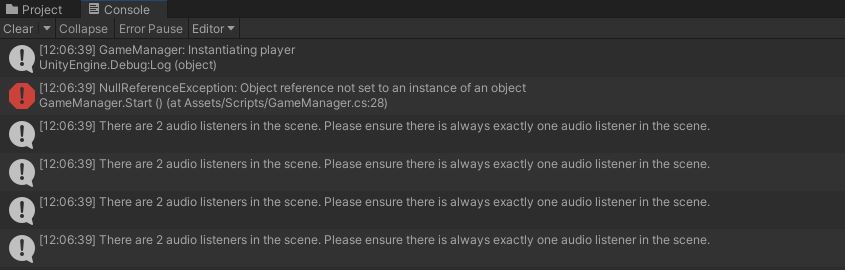 Project
Console
Clear
Collapse
Error Pause
Editor
[12:06:39] GameManager: Instantiating player
UnityEngine.Debug:Log (object)
[12:06:39] NullReferenceException: Object reference not set to an instance of an object
GameManager.Start () (at Assets/Scripts/GameManager.cs:28)
[12:06:39] There are 2 audio listeners in the scene. Please ensure there is always exactly one audio listener in the scene.
[12:06:39] There are 2 audio listeners in the scene. Please ensure there is always exactly one audio listener in the scene.
[12:06:39] There are 2 audio listeners in the scene. Please ensure there is always exactly one audio listener in the scene.
[12:06:39] There are 2 audio listeners in the scene. Please ensure there is always exactly one audio listener in the scene.